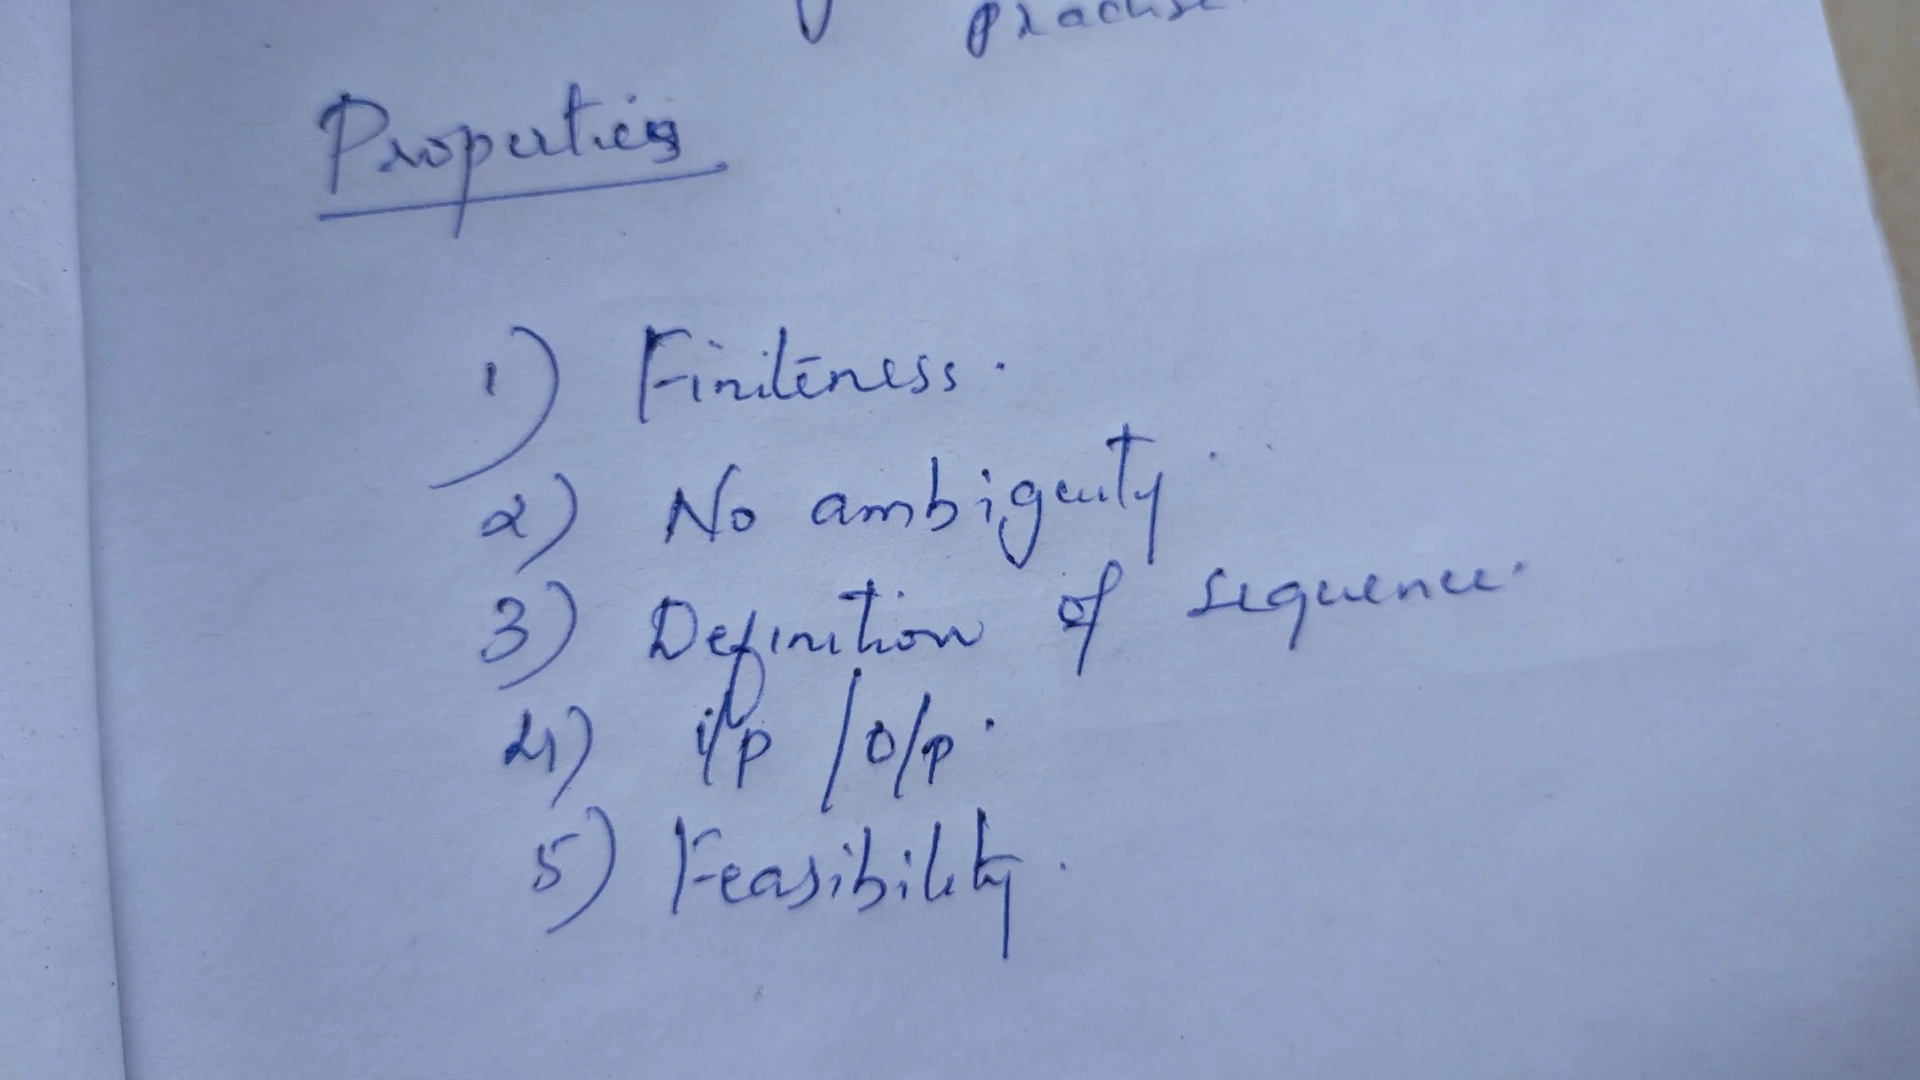 Properties
1) Finiteness.
2) No ambiguity.
3) Definition of sequence.
4) i/p / o/p.
5) Feasibility.